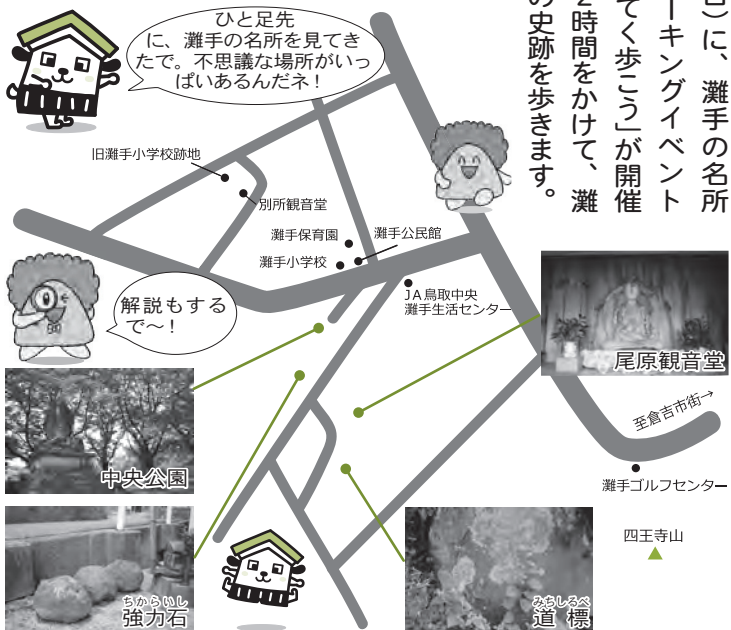 日）に、灘手の名所
ーキングイベント
てく歩こう」が開催
２時間をかけて、灘
の史跡を歩きます。
ひと足先
に、灘手の名所を見てき
たで。不思議な場所がいっ
ぱいあるんだネ！
旧灘手小学校跡地
別所観音堂
灘手保育園
灘手公民館
灘手小学校
JA鳥取中央
灘手生活センター
解説もする
で〜！
尾原観音堂
至倉吉市街→
中央公園
灘手ゴルフセンター
四王寺山
ちからいし
強力石
みちしるべ
道標